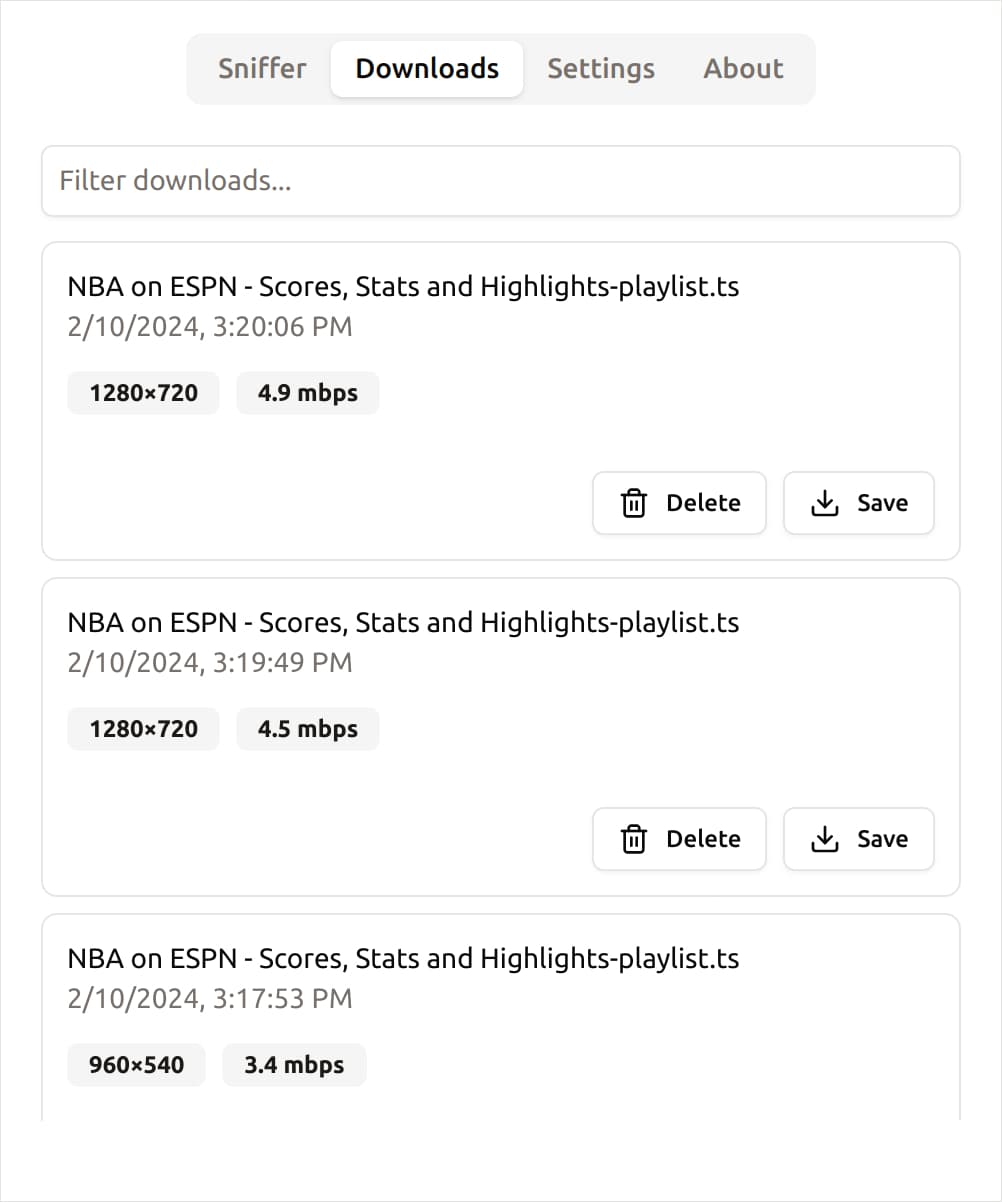 Sniffer Downloads Settings About
Filter downloads...
NBA on ESPN - Scores, Stats and Highlights-playlist.ts
2/10/2024, 3:20:06 PM
1280×720 4.9 mbps
Delete Save
NBA on ESPN - Scores, Stats and Highlights-playlist.ts
2/10/2024, 3:19:49 PM
1280×720 4.5 mbps
Delete Save
NBA on ESPN - Scores, Stats and Highlights-playlist.ts
2/10/2024, 3:17:53 PM
960×540 3.4 mbps